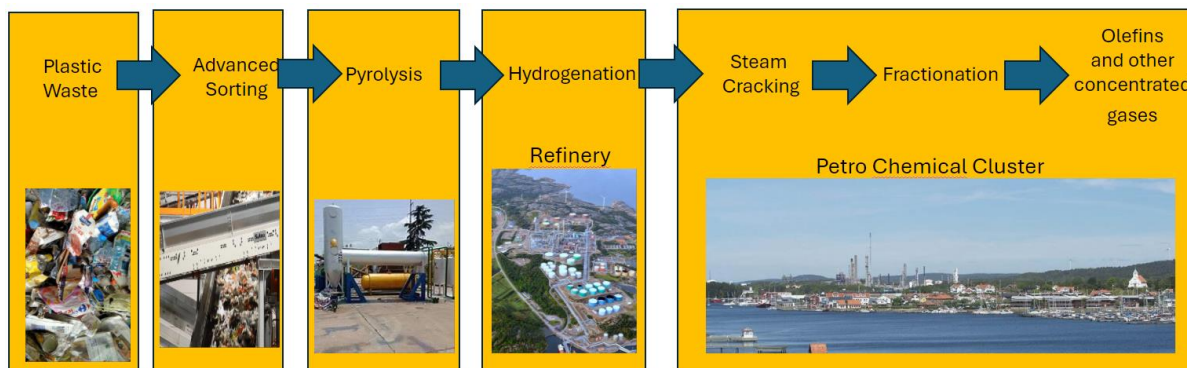 Plastic
Waste
Advanced
Sorting
Pyrolysis
Hydrogenation
Steam
Cracking
Fractionation
Olefins
and other
concentrated
gases
Refinery
Petro Chemical Cluster